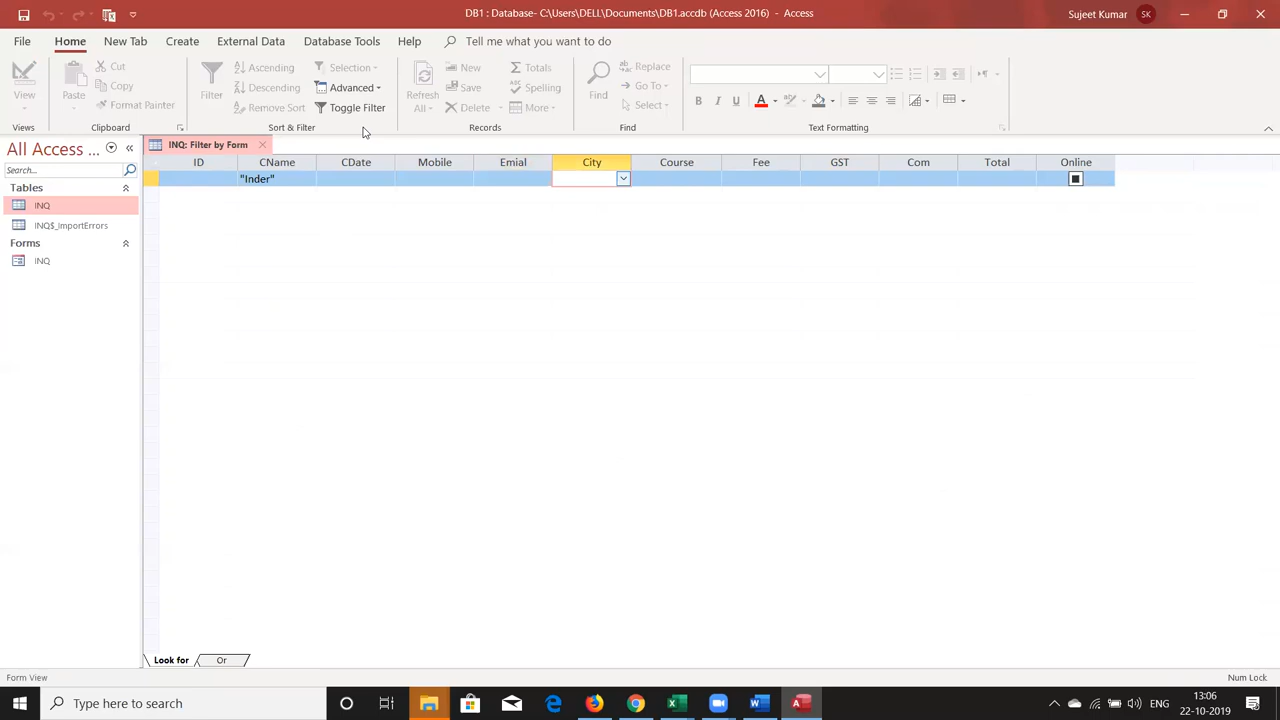 DB1 : Database- C:\Users\DELL\Documents\DB1.accdb (Access 2016) - Access
Sujeet Kumar SK
File Home New Tab Create External Data Database Tools Help Tell me what you want to do
View
Views
Paste
Cut
Copy
Format Painter
Clipboard
Filter
Ascending
Descending
Remove Sort
Selection
Advanced
Toggle Filter
Sort & Filter
Refresh All
New
Save
Delete
Totals
Spelling
More
Records
Find
Replace
Go To
Select
Find
B I U A
Text Formatting
All Access ...
Search...
Tables
INQ
INQ$_ImportErrors
Forms
INQ
INQ: Filter by Form
ID CName CDate Mobile Emial City Course Fee GST Com Total Online
"Inder"
Look for Or
Form View
Num Lock
Type here to search
ENG
13:06
22-10-2019